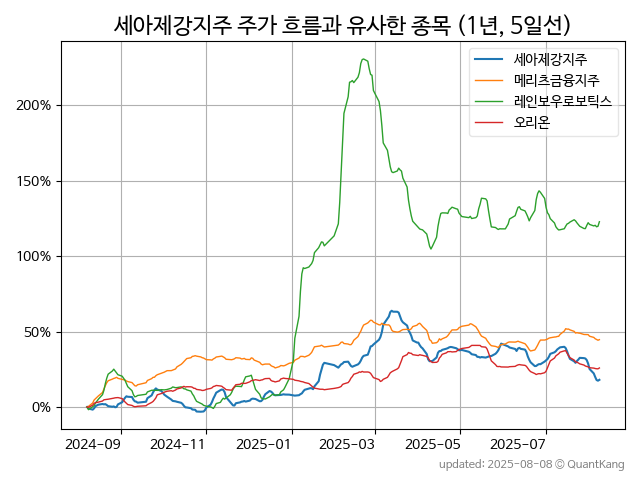 세아제강지주 주가 흐름과 유사한 종목 (1년, 5일선)
세아제강지주
메리츠금융지주
레인보우로보틱스
오리온
200%
150%
100%
50%
0%
2024-09 2024-11 2025-01 2025-03 2025-05 2025-07
updated: 2025-08-08 © QuantKang